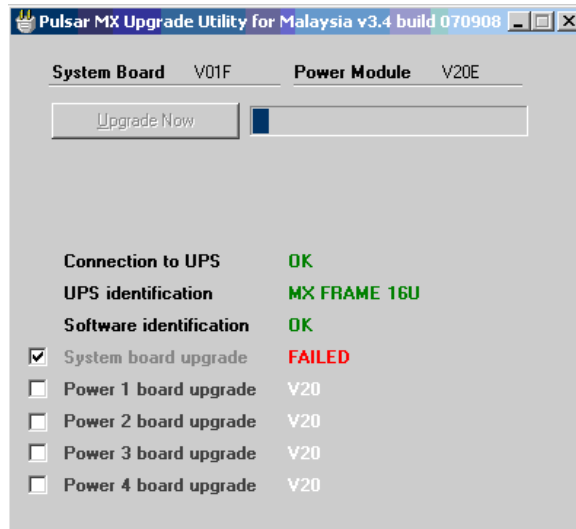 Pulsar MX Upgrade Utility for Malaysia v3.4 build 070908
System Board V01F Power Module V20E
Upgrade Now
Connection to UPS OK
UPS identification MX FRAME 16U
Software identification OK
System board upgrade FAILED
Power 1 board upgrade V20
Power 2 board upgrade V20
Power 3 board upgrade V20
Power 4 board upgrade V20